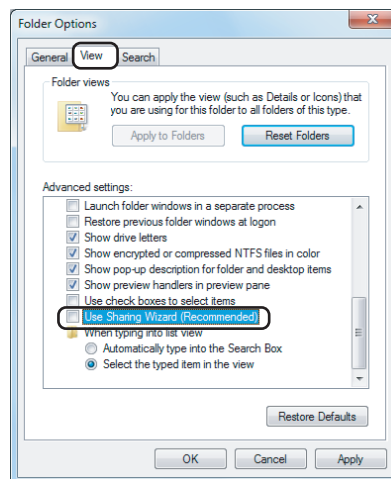 Folder Options
General View Search
Folder views
You can apply the view (such as Details or Icons) that
you are using for this folder to all folders of this type.
Apply to Folders Reset Folders
Advanced settings:
Launch folder windows in a separate process
Restore previous folder windows at logon
Show drive letters
Show encrypted or compressed NTFS files in color
Show pop-up description for folder and desktop items
Show preview handlers in preview pane
Use check boxes to select items
Use Sharing Wizard (Recommended)
When typing into list view
Automatically type into the Search Box
Select the typed item in the view
Restore Defaults
OK Cancel Apply